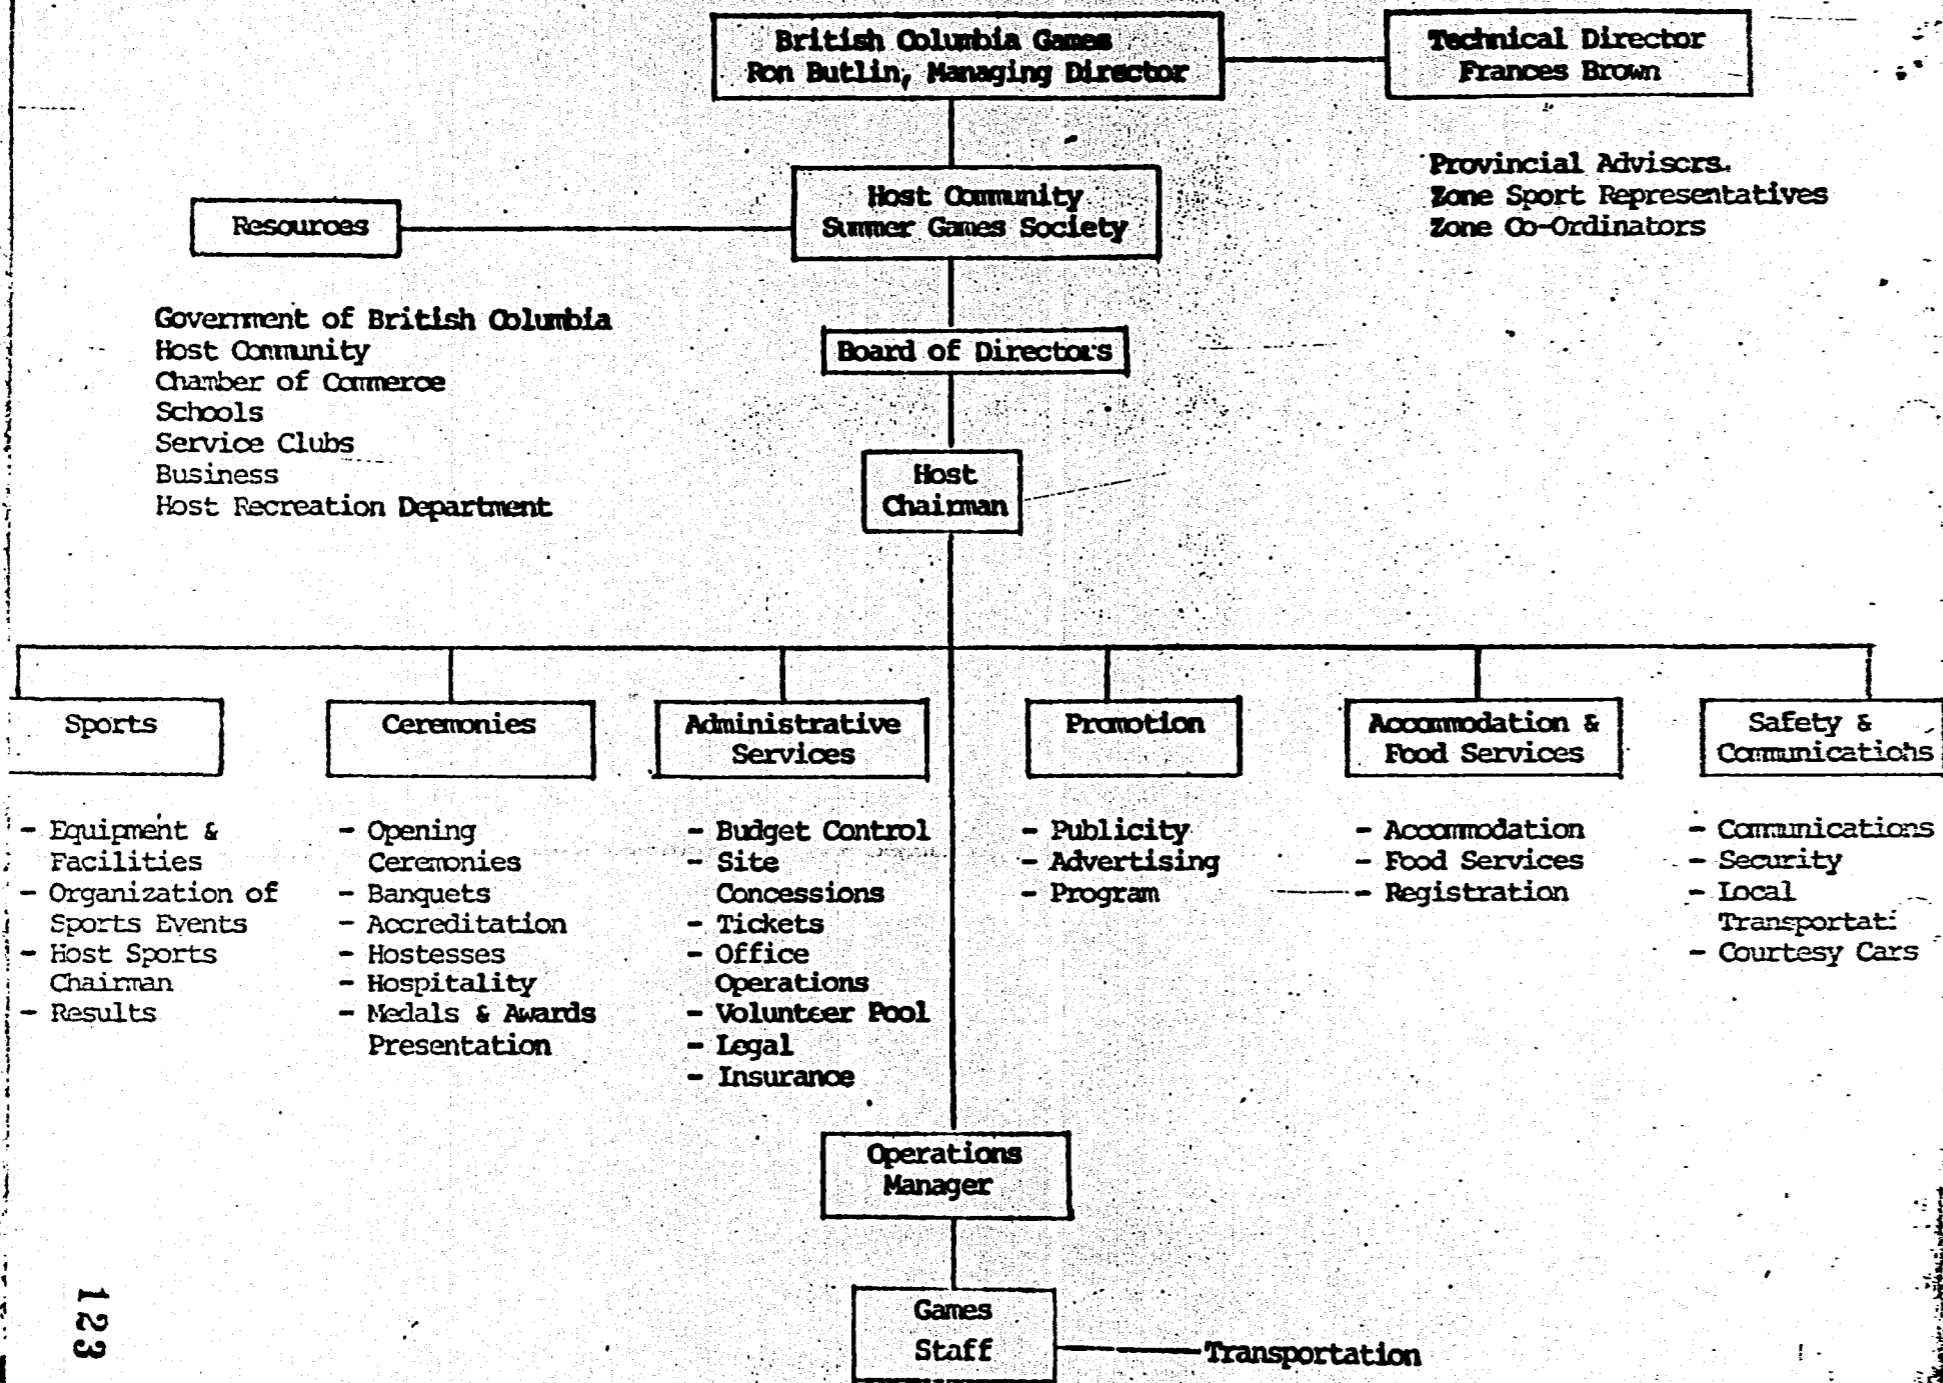 British Columbia Games
Ron Butlin, Managing Director
Technical Director
Frances Brown
Provincial Advisors.
Zone Sport Representatives
Zone Co-Ordinators
Host Community
Summer Games Society
Resources
Government of British Columbia
Host Community
Chamber of Commerce
Schools
Service Clubs
Business
Host Recreation Department
Board of Directors
Host
Chairman
Sports
- Equipment &
Facilities
- Organization of
Sports Events
- Host Sports
Chairman
- Results
Ceremonies
- Opening
Ceremonies
- Banquets
- Accreditation
- Hostesses
- Hospitality
- Medals & Awards
Presentation
Administrative
Services
- Budget Control
- Site
Concessions
- Tickets
- Office
Operations
- Volunteer Pool
- Legal
- Insurance
Promotion
- Publicity
- Advertising
- Program
Accommodation &
Food Services
- Accommodation
- Food Services
- Registration
Safety &
Communications
- Communications
- Security
- Local
Transportati
- Courtesy Cars
Operations
Manager
Games
Staff
Transportation
123